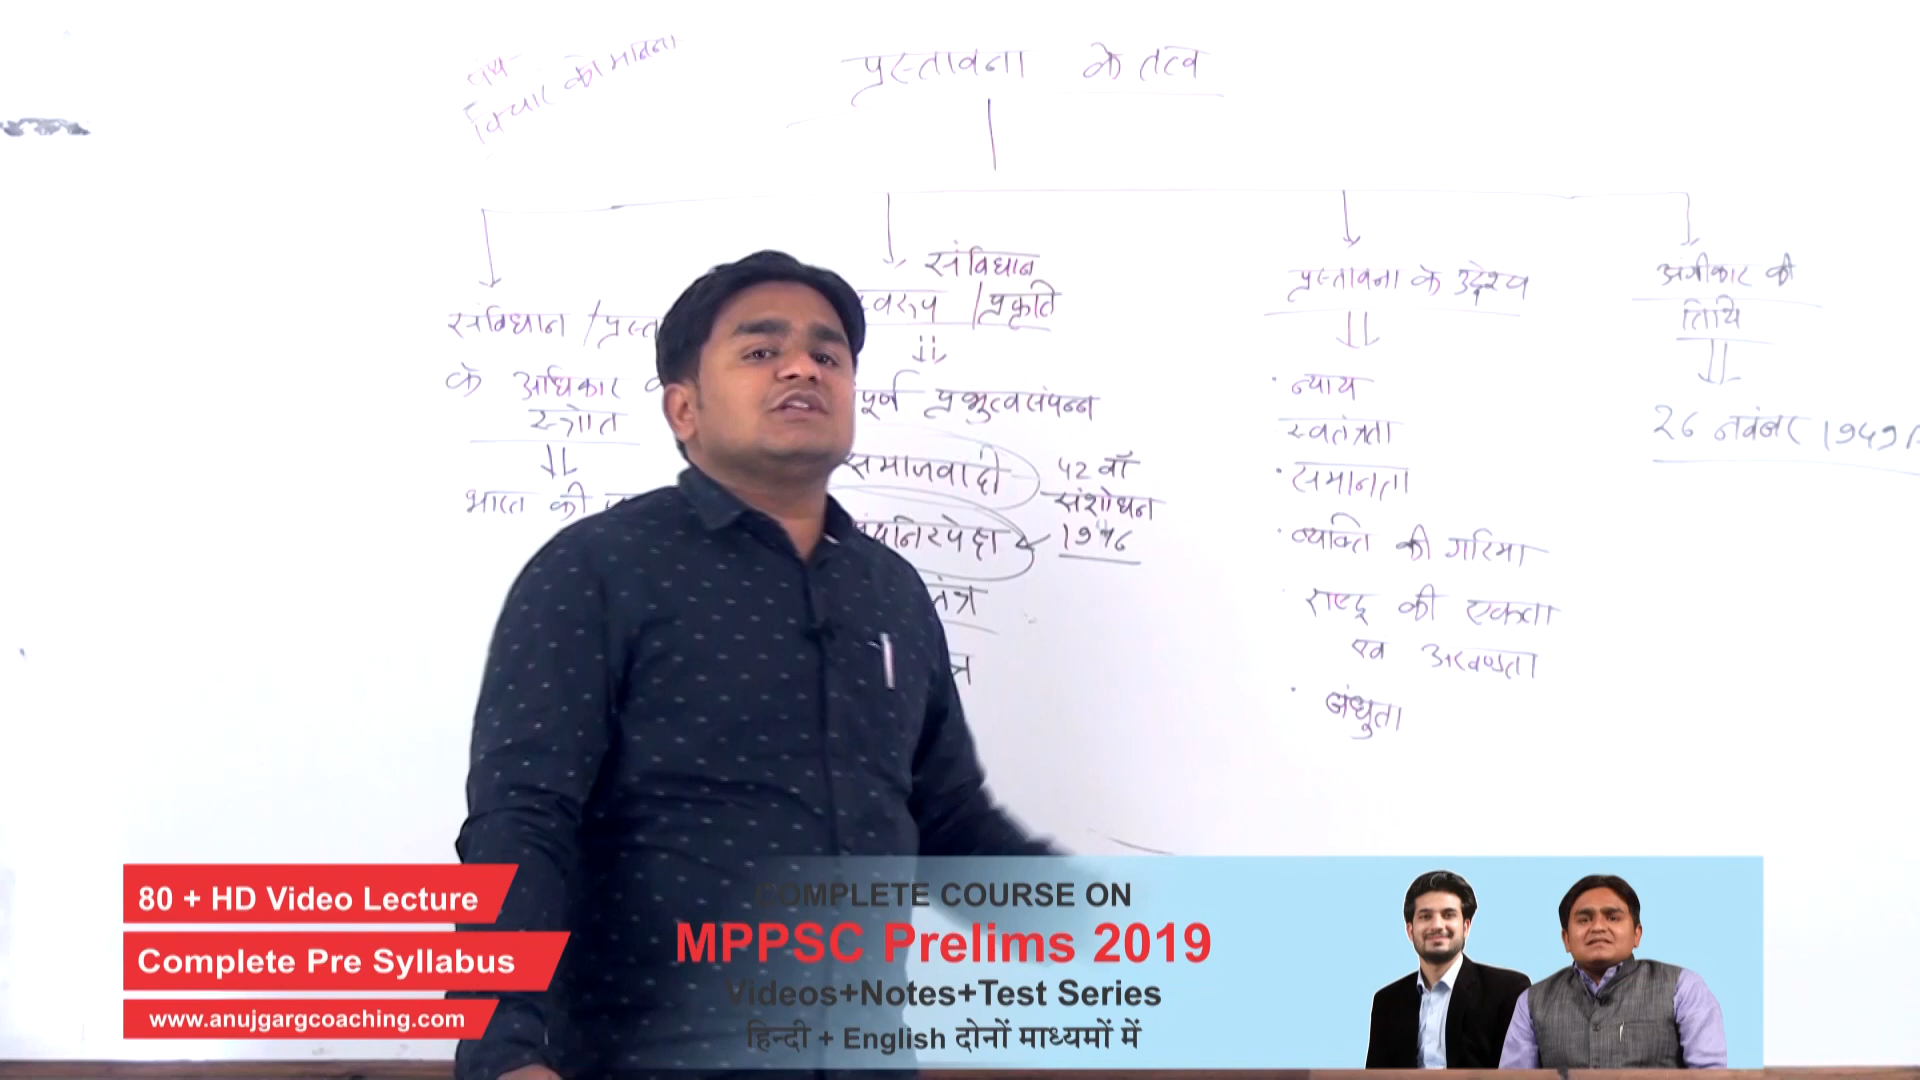 विचार को मानना
प्रस्तावना के तत्व
संविधान /प्रस्त
के अधिकार
स्त्रोत
भारत की
संविधान
/प्रकृति
पूर्ण प्रभुत्वसंपन्न
समाजवादी
42 वाँ
संशोधन
1976
तंत्र
प्रस्तावना के उद्देश्य
· न्याय
स्वतंत्रता
· समानता
· व्यक्ति की गरिमा
राष्ट्र की एकता
एवं अखण्डता
· बंधुता
अंगीकार की
तिथि
26 नवंबर 1949
80 + HD Video Lecture
Complete Pre Syllabus
www.anujgargcoaching.com
COMPLETE COURSE ON
MPPSC Prelims 2019
Videos+Notes+Test Series
हिन्दी + English दोनों माध्यमों में